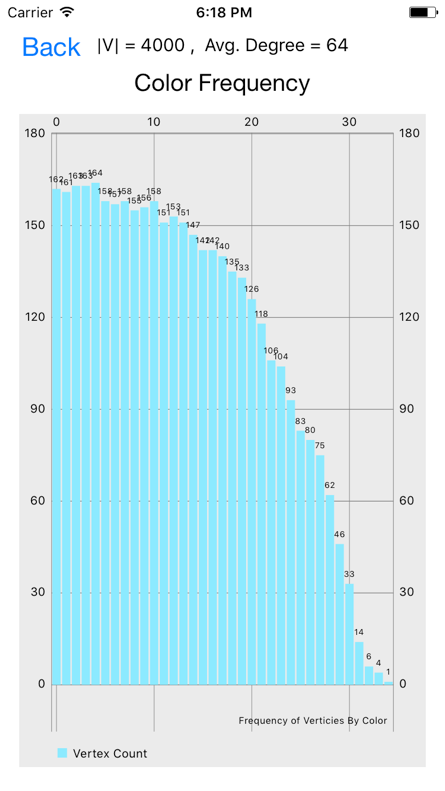 Carrier 6:18 PM
Back |V| = 4000 , Avg. Degree = 64
Color Frequency
0 10 20 30
180 180
162 161 163 163 164 158 157 158 155 156 158 151 153 151 147 142 142 140 135 133 126 118 106 104 93 83 80 75 62 46 33 14 6 4 1
150 150
120 120
90 90
60 60
30 30
0 0
Frequency of Verticies By Color
Vertex Count